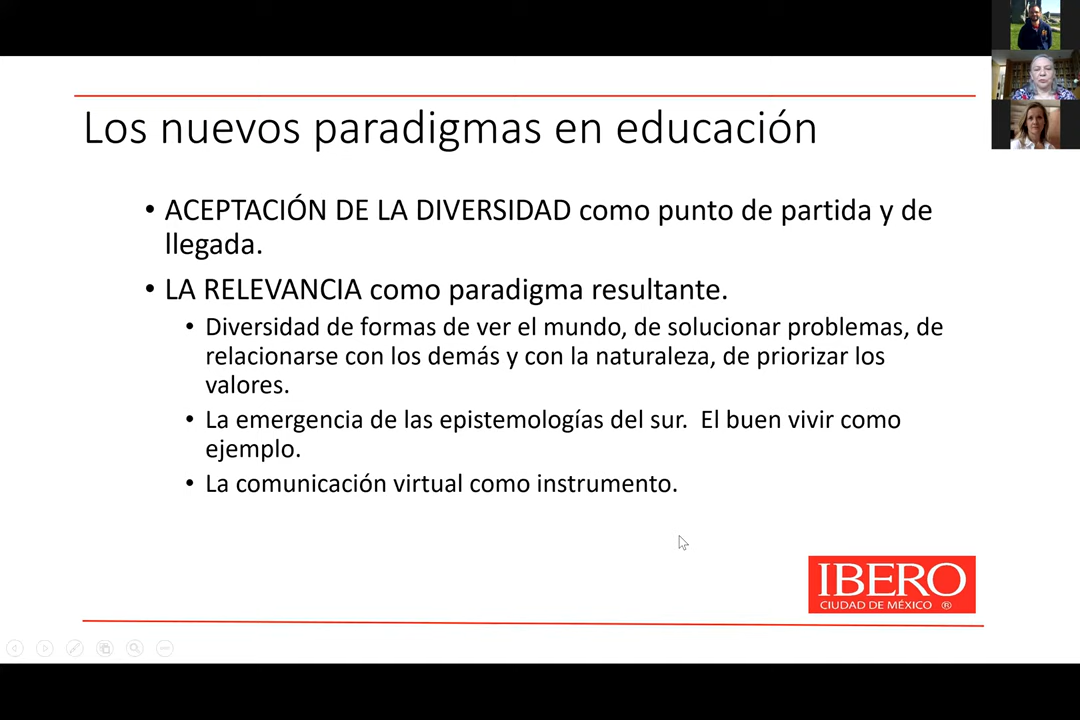 Los nuevos paradigmas en educación
• ACEPTACIÓN DE LA DIVERSIDAD como punto de partida y de
llegada.
• LA RELEVANCIA como paradigma resultante.
• Diversidad de formas de ver el mundo, de solucionar problemas, de
relacionarse con los demás y con la naturaleza, de priorizar los
valores.
• La emergencia de las epistemologías del sur.  El buen vivir como
ejemplo.
• La comunicación virtual como instrumento.
IBERO
CIUDAD DE MÉXICO ®